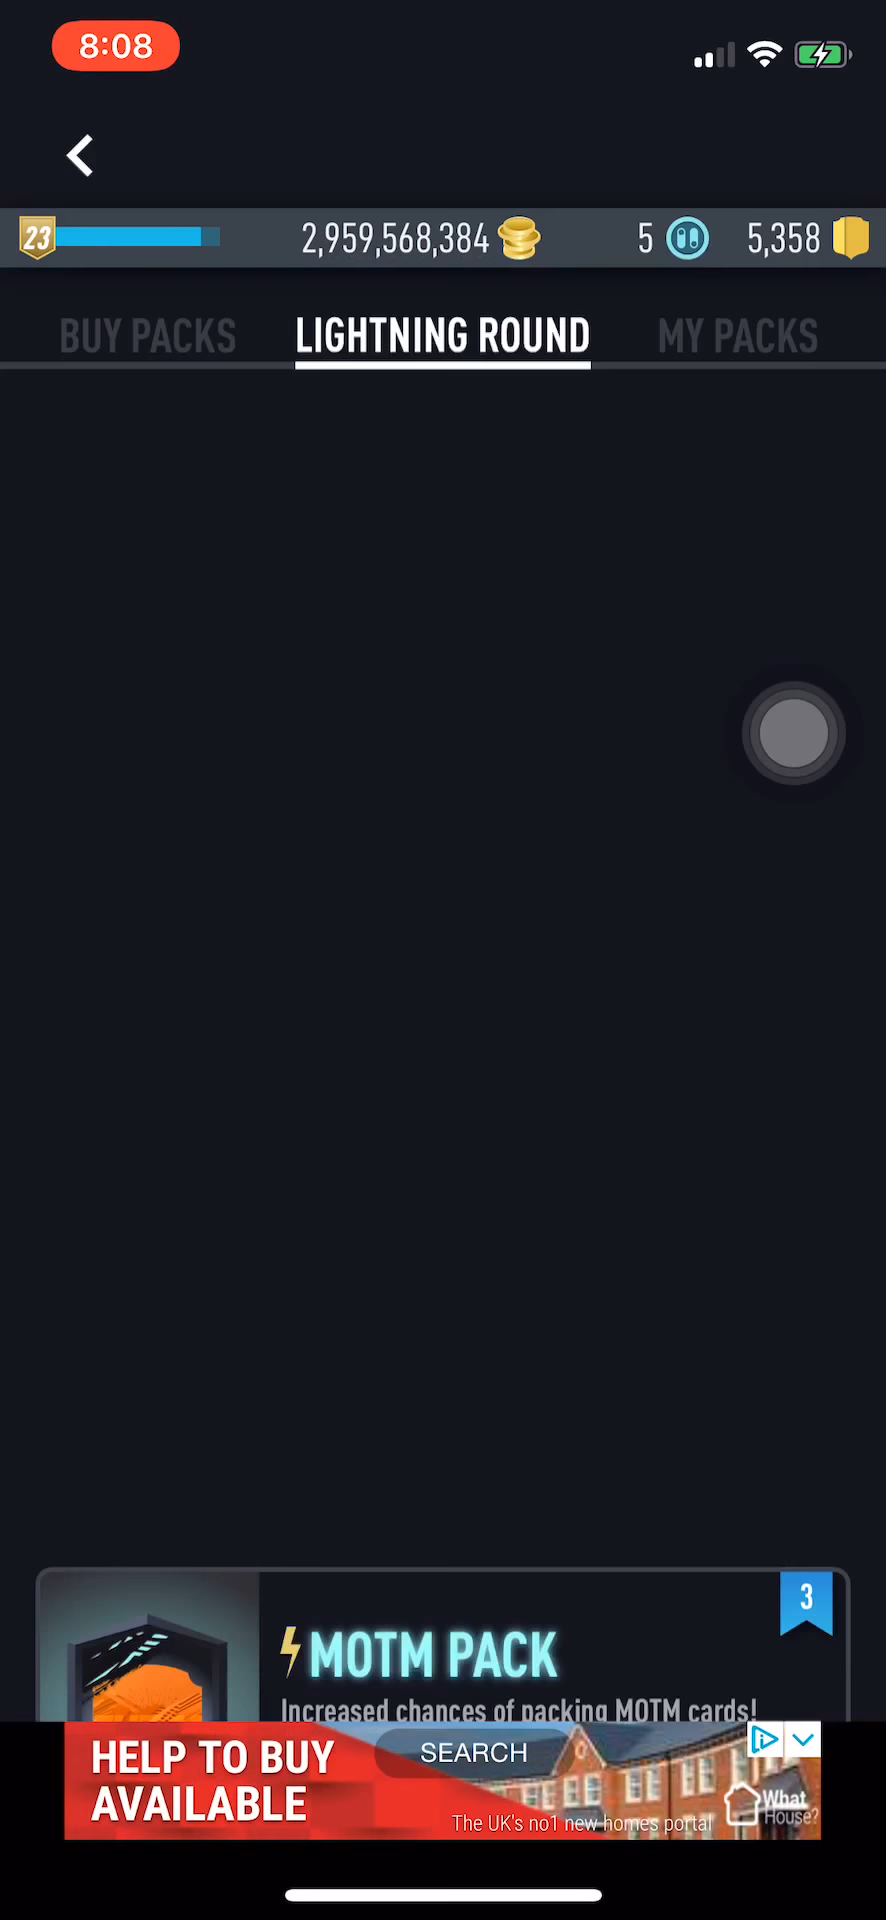 8:08
23
2,959,568,384
5
5,358
BUY PACKS
LIGHTNING ROUND
MY PACKS
3
MOTM PACK
Increased chances of packing MOTM cards!
HELP TO BUY
AVAILABLE
SEARCH
The UK's no1 new homes portal
What
House?